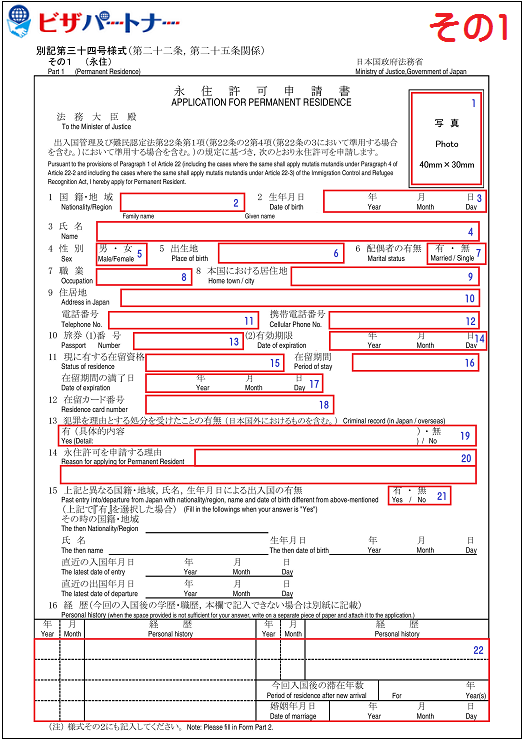 ビザパートナー
その1
別記第三十四号様式(第二十二条，第二十五条関係)
その1 (永住)
日本国政府法務省
Part 1 (Permanent Residence)
Ministry of Justice,Government of Japan
永 住 許 可 申 請 書
APPLICATION FOR PERMANENT RESIDENCE
1
写 真
Photo
40mm×30mm
法 務 大 臣 殿
To the Minister of Justice
出入国管理及び難民認定法第22条第1項(第22条の2第4項(第22条の3において準用する場合
を含む。)において準用する場合を含む。)の規定に基づき，次のとおり永住許可を申請します。
Pursuant to the provisions of Paragraph 1 of Article 22 (including the cases where the same shall apply mutatis mutandis under Paragraph 4 of
Article 22-2 and including the cases where the same shall apply mutatis mutandis under Article 22-3) of the Immigration Control and Refugee
Recognition Act, I hereby apply for Permanent Resident.
1 国 籍・地 域 2 2 生年月日 年 月 日 3
Nationality/Region Date of birth Year Month Day
Family name Given name
3 氏 名 4
Name
4 性 別 男 ・ 女 5 5 出生地 6 6 配偶者の有無 有 ・ 無 7
Sex Male/Female Place of birth Marital status Married / Single
7 職 業 8 8 本国における居住地 9
Occupation Home town / city
9 住居地 10
Address in Japan
電話番号 11 携帯電話番号 12
Telephone No. Cellular Phone No.
10 旅券 (1)番 号 13 (2)有効期限 年 月 日 14
Passport Number Date of expiration Year Month Day
11 現に有する在留資格 15 在留期間 16
Status of residence Period of stay
在留期間の満了日 年 月 日 17
Date of expiration Year Month Day
12 在留カード番号 18
Residence card number
13 犯罪を理由とする処分を受けたことの有無 (日本国外におけるものを含む。) Criminal record (in Japan / overseas)
有 (具体的内容 ) ・ 無 19
Yes (Detail: ) / No
14 永住許可を申請する理由 20
Reason for applying for Permanent Resident
15 上記と異なる国籍・地域，氏名，生年月日による出入国の有無 有 ・ 無 21
Past entry into/departure from Japan with nationality/region, name and date of birth different from above-mentioned Yes / No
(上記で『有』を選択した場合) (Fill in the followings when your answer is "Yes")
その時の国籍・地域
The then Nationality/Region
氏 名 生年月日 年 月 日
The then name The then date of birth Year Month Day
直近の入国年月日 年 月 日
The latest date of entry Year Month Day
直近の出国年月日 年 月 日
The latest date of departure Year Month Day
16 経 歴(今回の入国後の学歴・職歴，本欄で記入できない場合は別紙に記載)
Personal history (when the space provided is not sufficient for your answer, write on a separate piece of paper and attach it to the application.)
年 月 経 歴 年 月 経 歴
Year Month Personal history Year Month Personal history
22
今回入国後の滞在年数 年
Period of residence after new arrival For Year(s)
婚姻年月日 年 月 日
Date of marriage Year Month Day
(注) 様式その2にも記入してください。 Note: Please fill in Form Part 2.